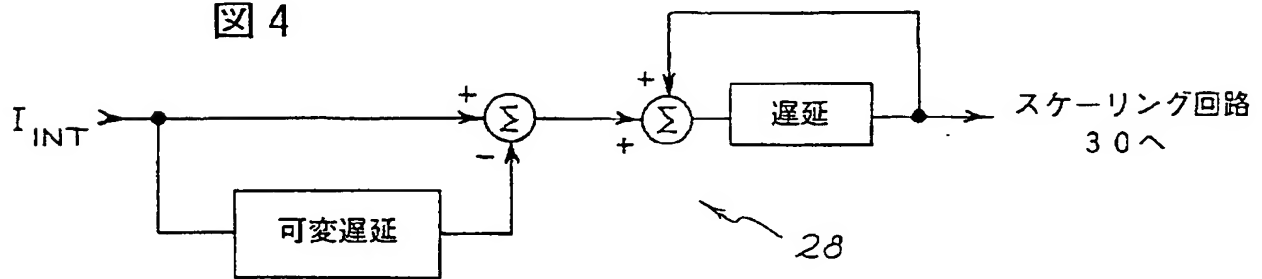 図 4
I INT
+
Σ
-
可変遅延
+
+
Σ
遅延
スケーリング回路
３０へ
28